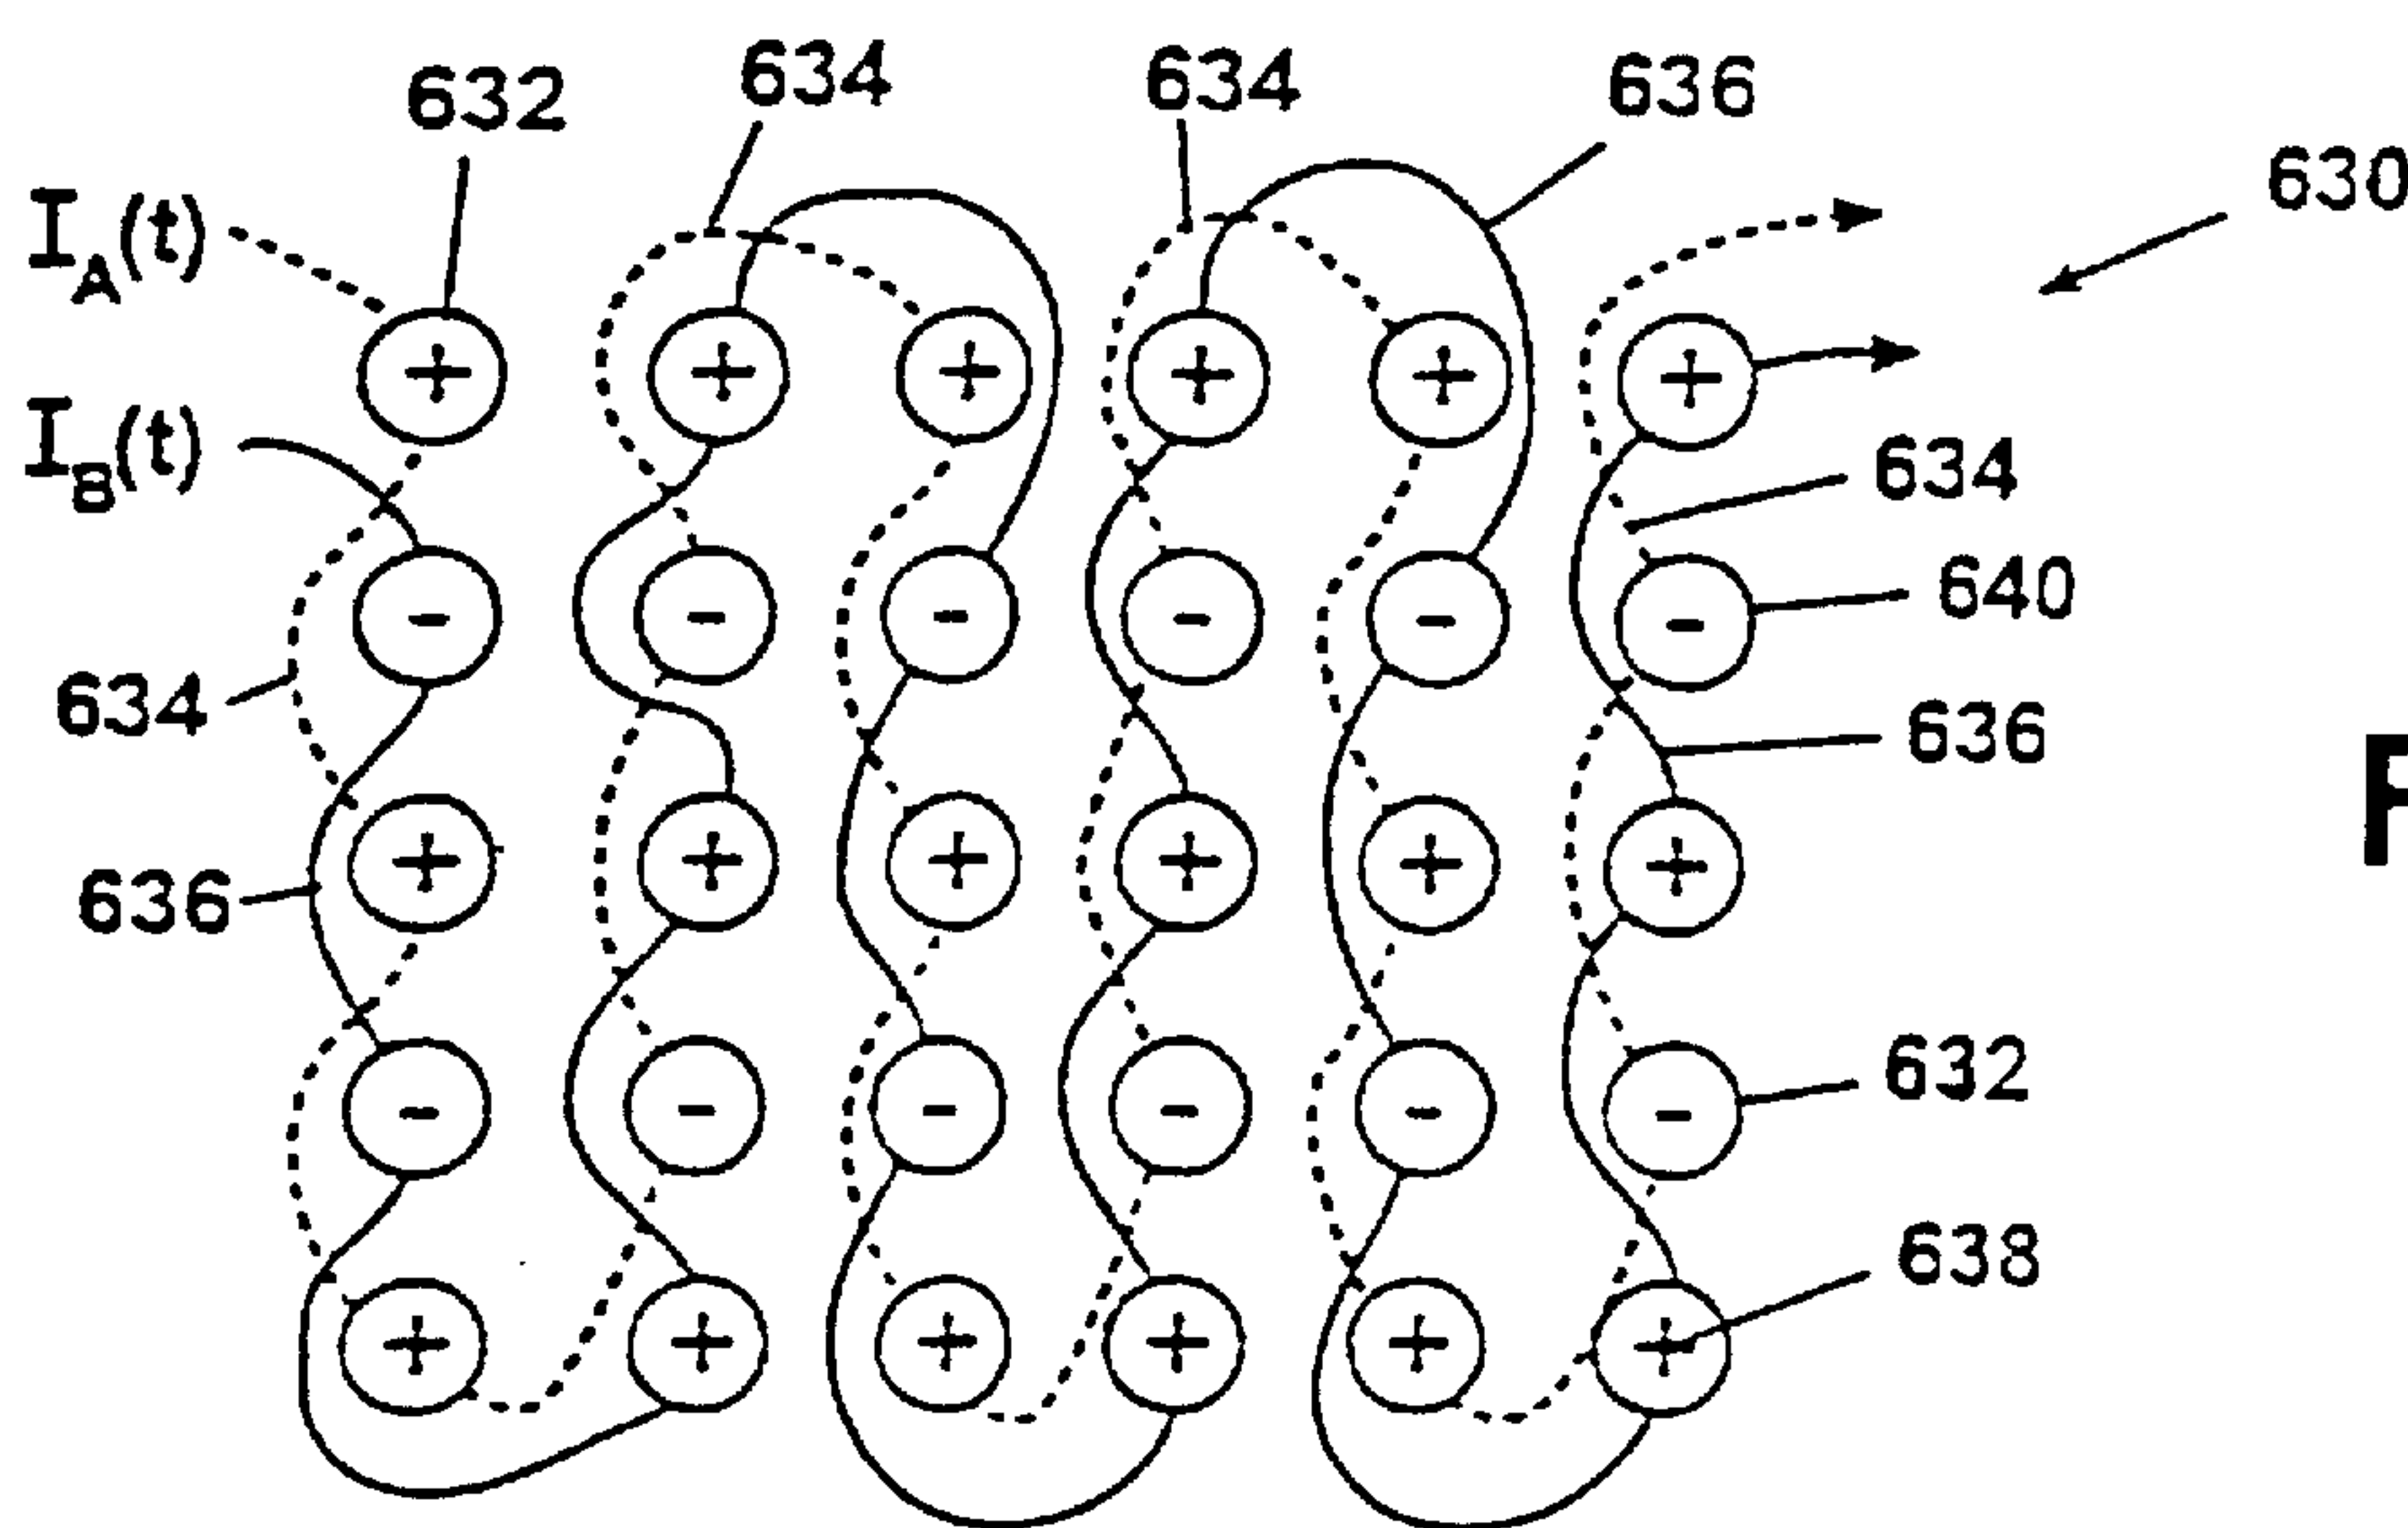 632
634
634
636
630
I_A(t)
I_B(t)
634
640
634
636
636
632
638
+ + + + + +
- - - - - -
+ + + + + +
- - - - - -
+ + + + + +